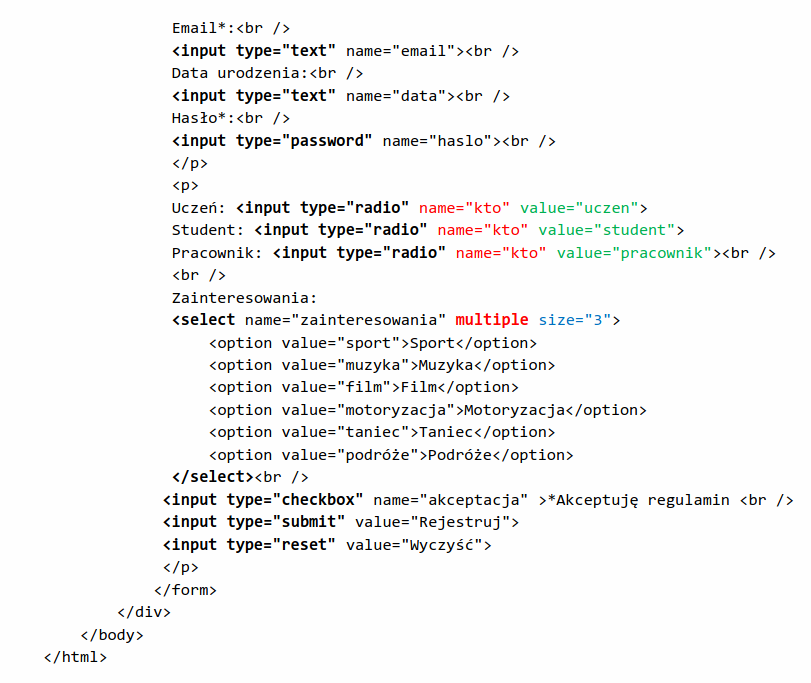 Email*:<br />
<input type="text" name="email"><br />
Data urodzenia:<br />
<input type="text" name="data"><br />
Hasło*:<br />
<input type="password" name="haslo"><br />
</p>
<p>
Uczeń: <input type="radio" name="kto" value="uczen">
Student: <input type="radio" name="kto" value="student">
Pracownik: <input type="radio" name="kto" value="pracownik"><br />
<br />
Zainteresowania:
<select name="zainteresowania" multiple size="3">
<option value="sport">Sport</option>
<option value="muzyka">Muzyka</option>
<option value="film">Film</option>
<option value="motoryzacja">Motoryzacja</option>
<option value="taniec">Taniec</option>
<option value="podróże">Podróże</option>
</select><br />
<input type="checkbox" name="akceptacja" >*Akceptuję regulamin <br />
<input type="submit" value="Rejestruj">
<input type="reset" value="Wyczyść">
</p>
</form>
</div>
</body>
</html>